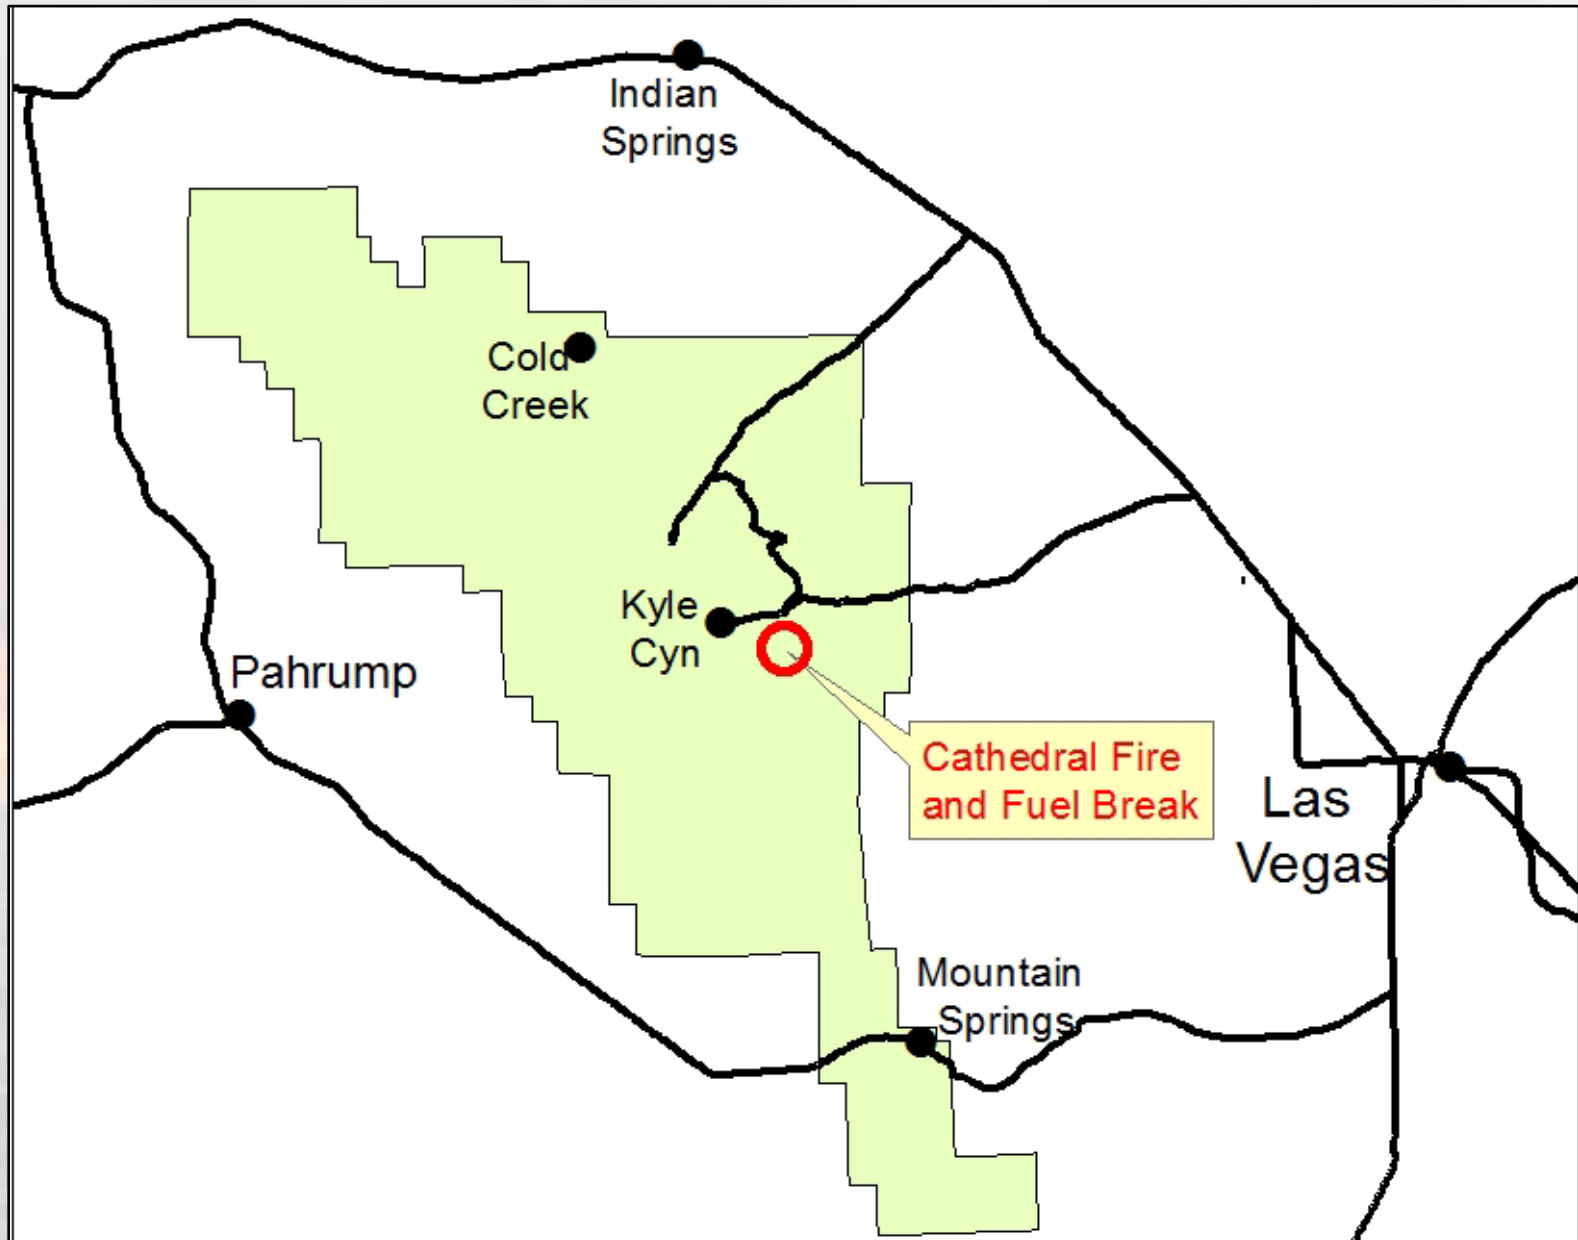 Indian
Springs
Cold
Creek
Kyle
Cyn
Pahrump
Cathedral Fire
and Fuel Break
Las
Vegas
Mountain
Springs